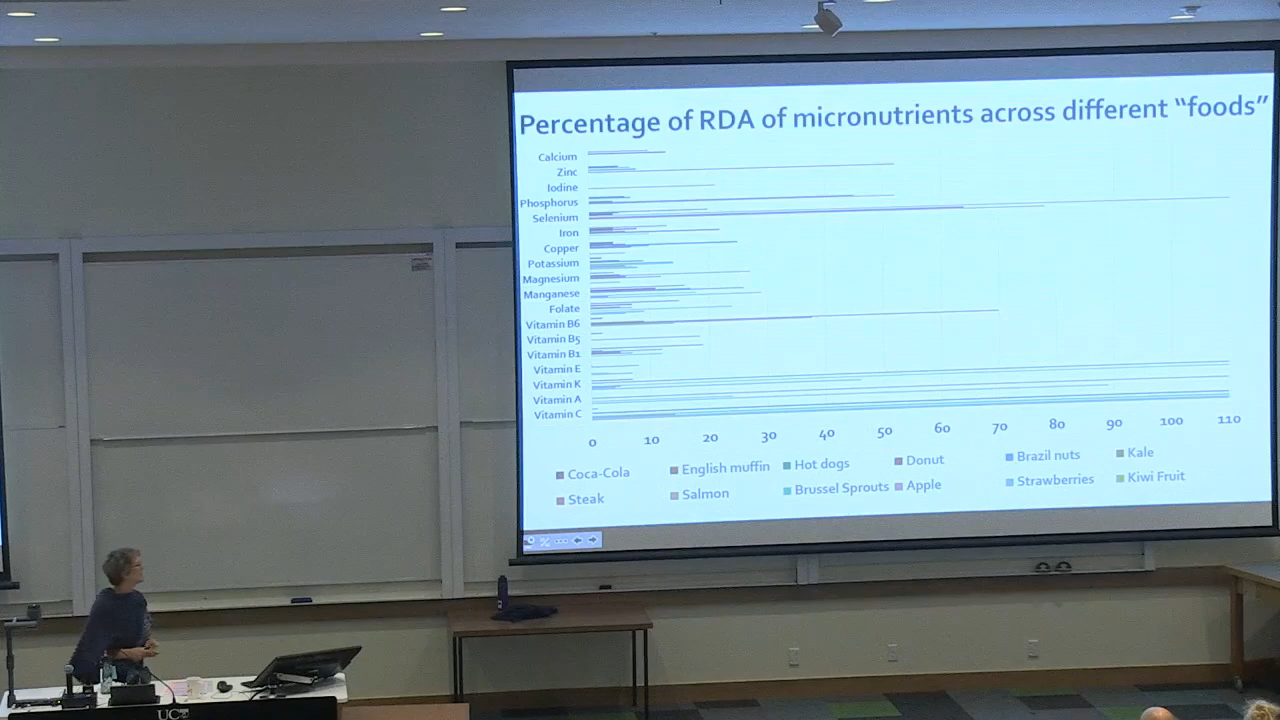 Percentage of RDA of micronutrients across different “foods”
Calcium
Zinc
Iodine
Phosphorus
Selenium
Iron
Copper
Potassium
Magnesium
Manganese
Folate
Vitamin B6
Vitamin B5
Vitamin B1
Vitamin E
Vitamin K
Vitamin A
Vitamin C
0 10 20 30 40 50 60 70 80 90 100 110
Coca-Cola English muffin Hot dogs Donut Brazil nuts Kale
Steak Salmon Brussel Sprouts Apple Strawberries Kiwi Fruit
UC